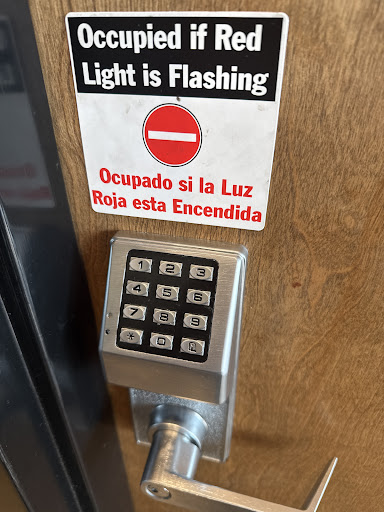 Occupied if Red
Light is Flashing
Ocupado si la Luz
Roja esta Encendida
1 2 3
4 5 6
7 8 9
* 0